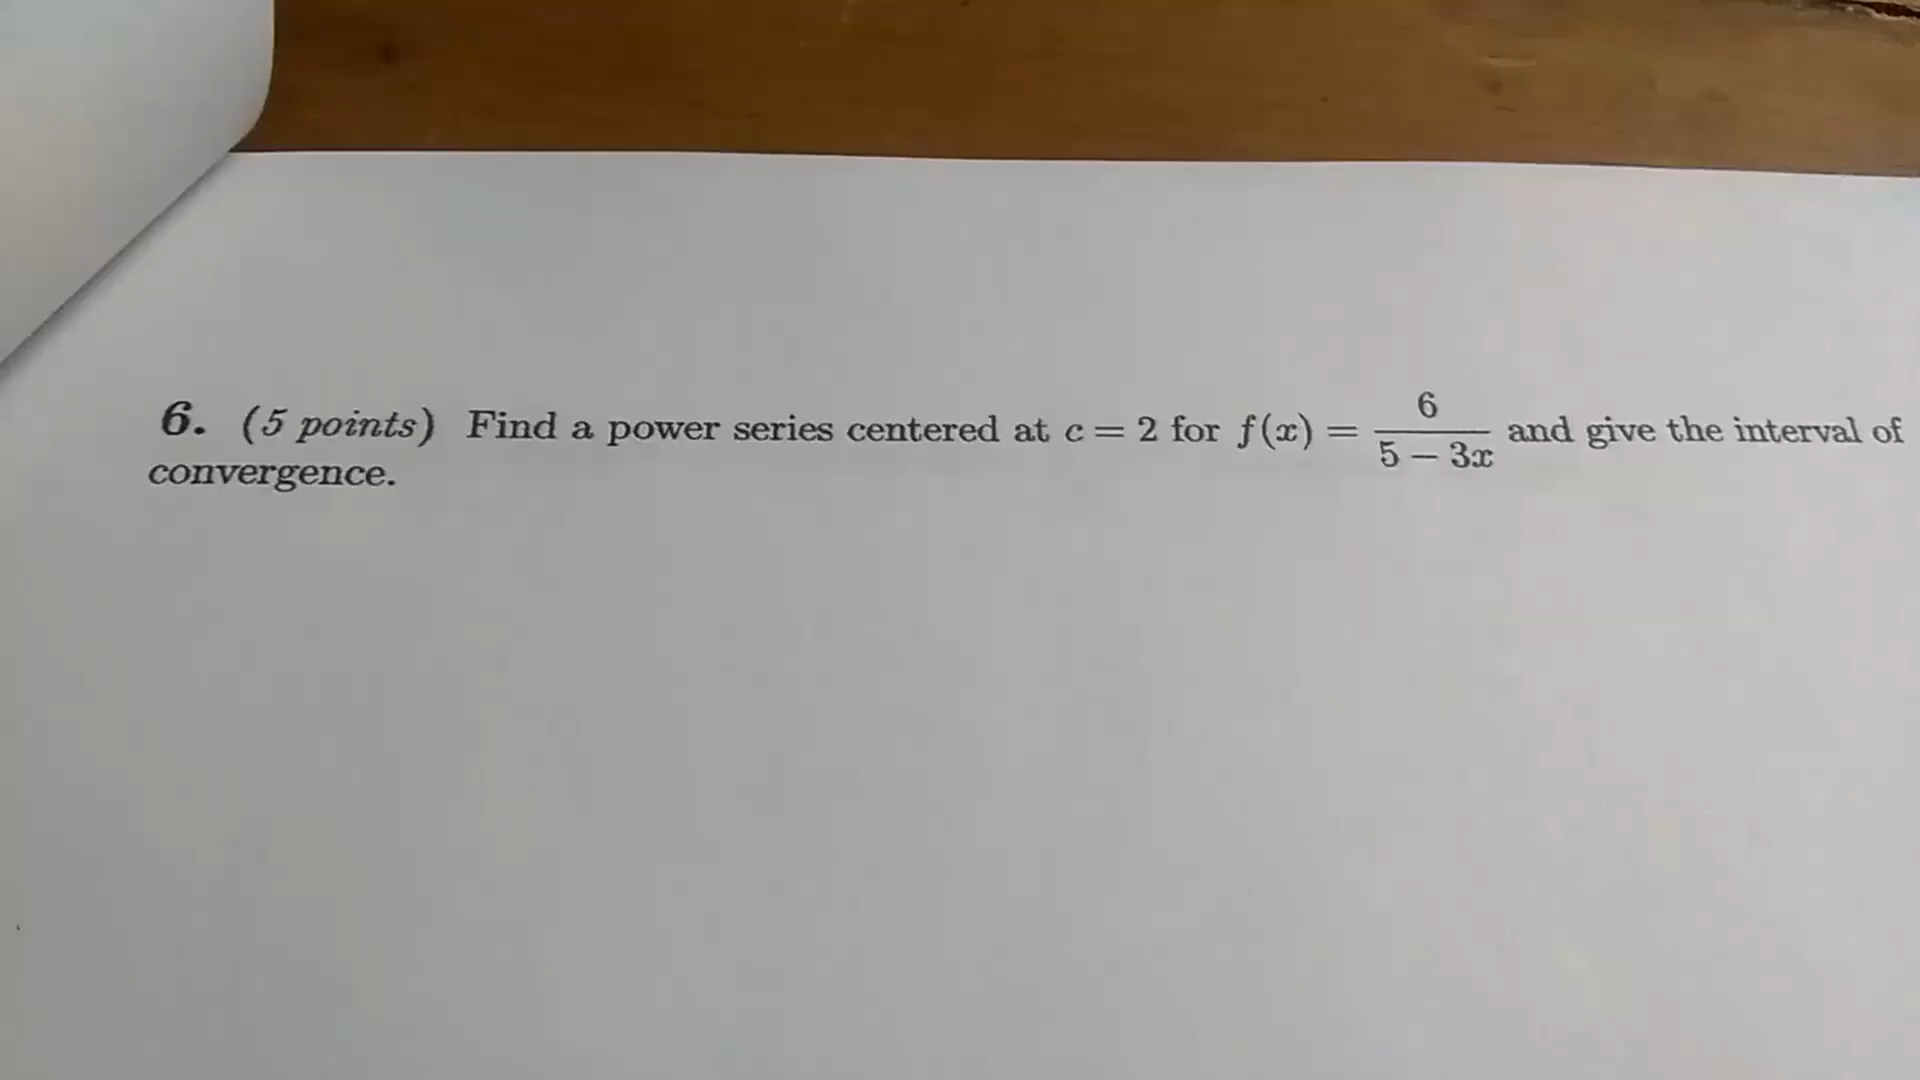 6. (5 points) Find a power series centered at c = 2 for f(x) = \frac{6}{5 - 3x} and give the interval of
convergence.